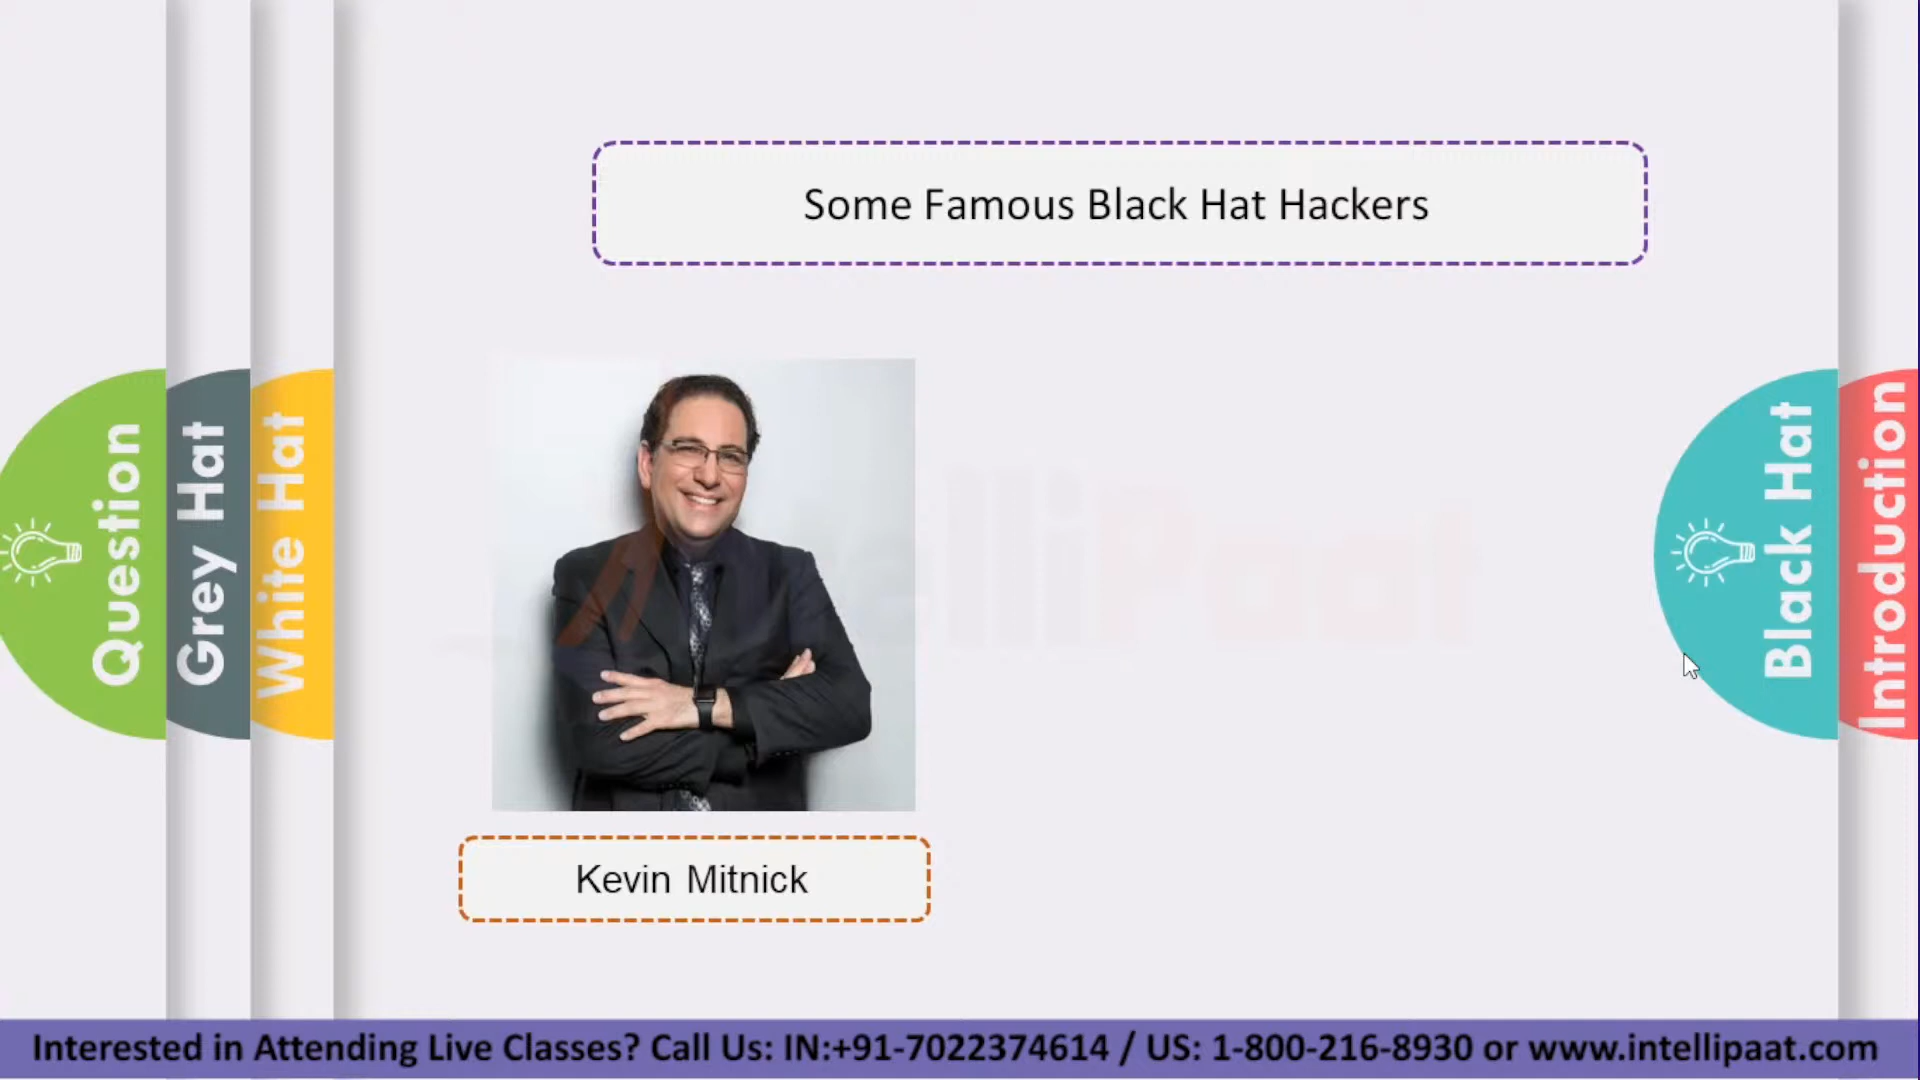 Some Famous Black Hat Hackers
Question
Grey Hat
White Hat
IntelliPaat
Black Hat
Introduction
Kevin Mitnick
Interested in Attending Live Classes? Call Us: IN:+91-7022374614 / US: 1-800-216-8930 or www.intellipaat.com